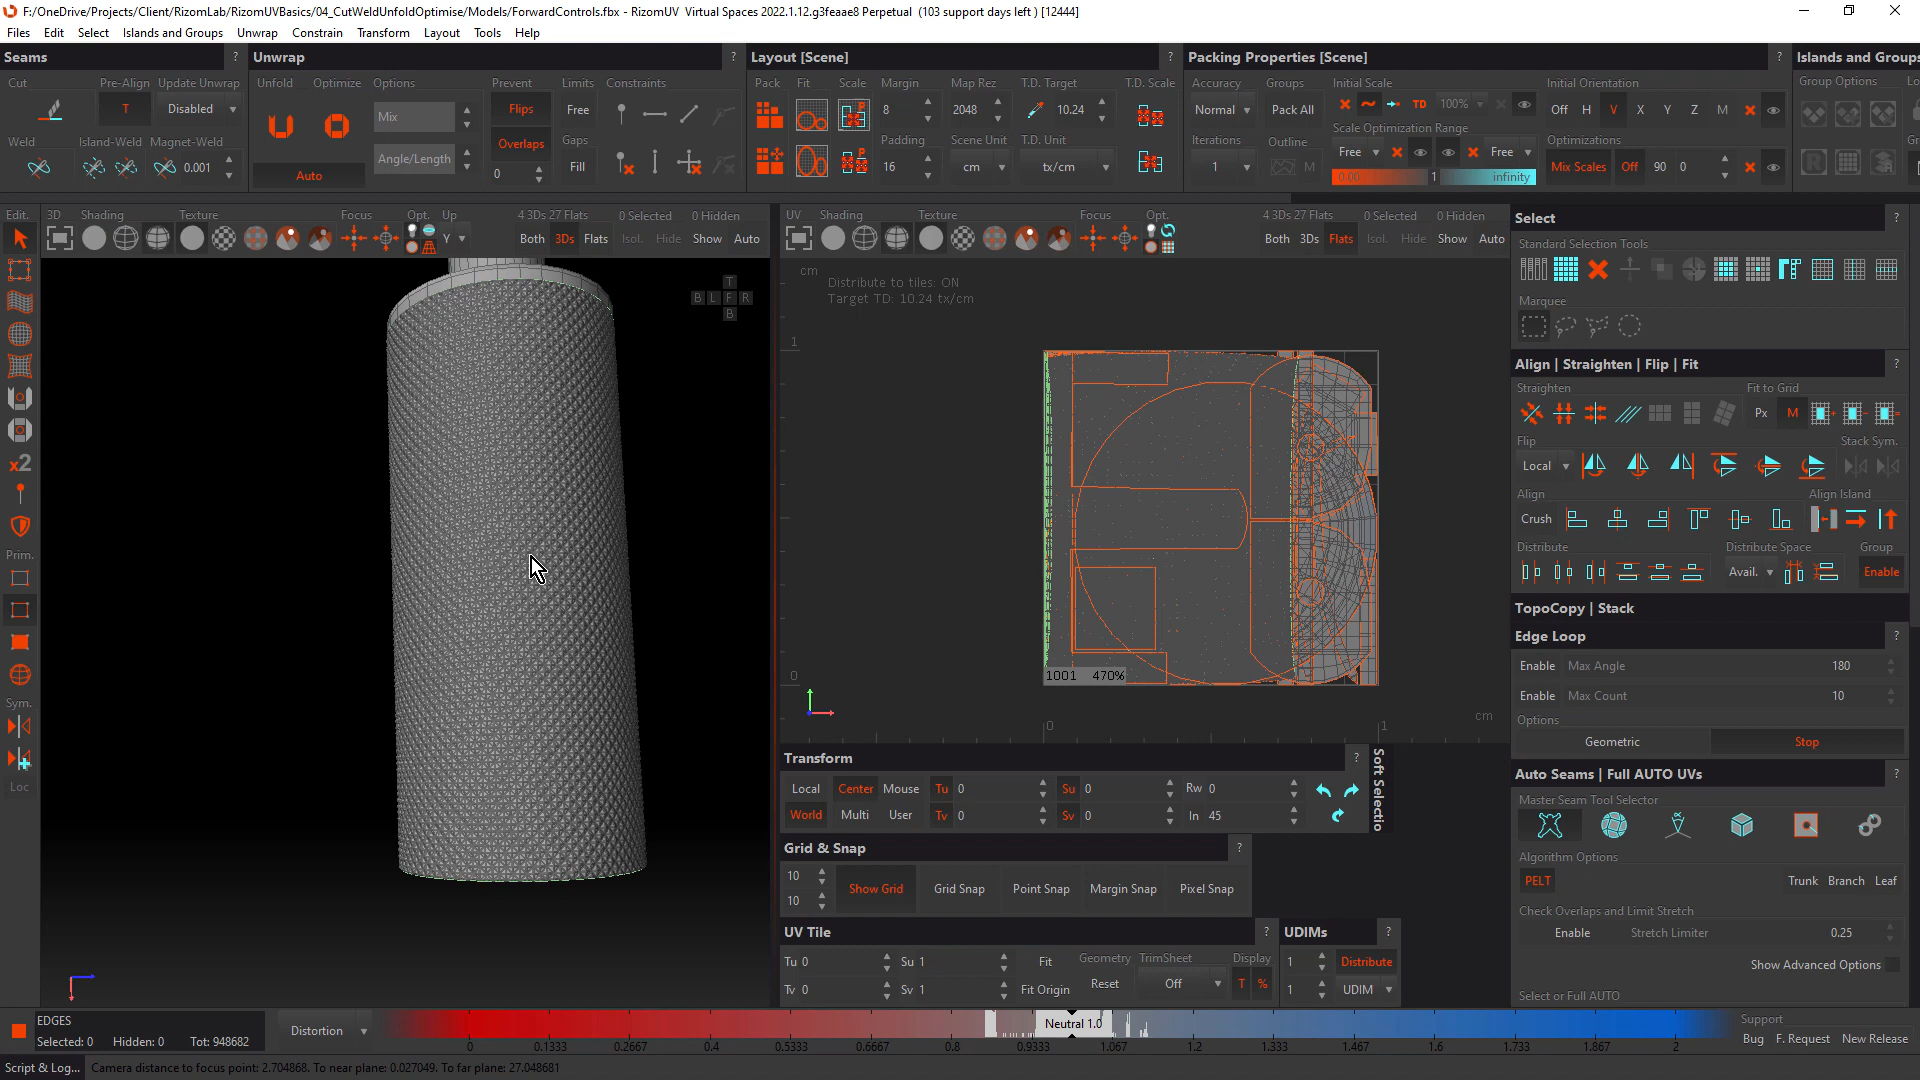 F:/OneDrive/Projects/Client/RizomLab/RizomUVBasics/04_CutWeldUnfoldOptimise/Models/ForwardControls.fbx - RizomUV Virtual Spaces 2022.1.12.g3feaae8 Perpetual (103 support days left ) [12444]
Files Edit Select Islands and Groups Unwrap Constrain Transform Layout Tools Help
Seams ? Unwrap ? Layout [Scene] ? Packing Properties [Scene] ? Islands and Groups
Cut Pre-Align Update Unwrap Unfold Optimize Options Prevent Limits Constraints Pack Fit Scale Margin Map Rez T.D. Target T.D. Scale Accuracy Groups Initial Scale Initial Orientation Group Options
T Disabled Mix Flips Free 8 2048 10.24 Normal Pack All TD 100% Off H V X Y Z M
Weld Island-Weld Magnet-Weld Overlaps Gaps Padding Scene Unit T.D. Unit Iterations Outline Scale Optimization Range Optimizations
0.001 Auto Angle/Length 0 Fill 16 cm tx/cm 1 M Free Free Mix Scales Off 90 0
0.00 1 infinity
Edit. 3D Shading Texture Focus Opt. Up 4 3Ds 27 Flats 0 Selected 0 Hidden
Y Both 3Ds Flats Isol. Hide Show Auto
UV Shading Texture Focus Opt. 4 3Ds 27 Flats 0 Selected 0 Hidden
Both 3Ds Flats Isol. Hide Show Auto
T
B L F R
B
cm
Distribute to tiles: ON
Target TD: 10.24 tx/cm
1
0
1001 470%
0 1 cm
x2
Prim.
Sym.
Loc
Select ?
Standard Selection Tools
Marquee
Align | Straighten | Flip | Fit ?
Straighten Fit to Grid
Px M
Flip Stack Sym.
Local
Align Align Island
Crush
Distribute Distribute Space Group
Avail. Enable
TopoCopy | Stack
Edge Loop ?
Enable Max Angle 180
Enable Max Count 10
Options
Geometric Stop
Auto Seams | Full AUTO UVs ?
Master Seam Tool Selector
Algorithm Options
PELT Trunk Branch Leaf
Check Overlaps and Limit Stretch
Enable Stretch Limiter 0.25
Show Advanced Options
Select or Full AUTO
Transform ? Soft Selectio
Local Center Mouse Tu 0 Su 0 Rw 0
World Multi User Tv 0 Sv 0 In 45
Grid & Snap ?
10
10
Show Grid Grid Snap Point Snap Margin Snap Pixel Snap
UV Tile ? UDIMs ?
Tu 0 Su 1 Fit Geometry TrimSheet Display 1 Distribute
Tv 0 Sv 1 Fit Origin Reset Off T % 1 UDIM
EDGES
Selected: 0 Hidden: 0 Tot: 948682
Distortion
Neutral 1.0
0 0.1333 0.2667 0.4 0.5333 0.6667 0.8 0.9333 1.067 1.2 1.333 1.467 1.6 1.733 1.867 2
Support
Bug F. Request New Release
Script & Log... Camera distance to focus point: 2.704868. To near plane: 0.027049. To far plane: 27.048681